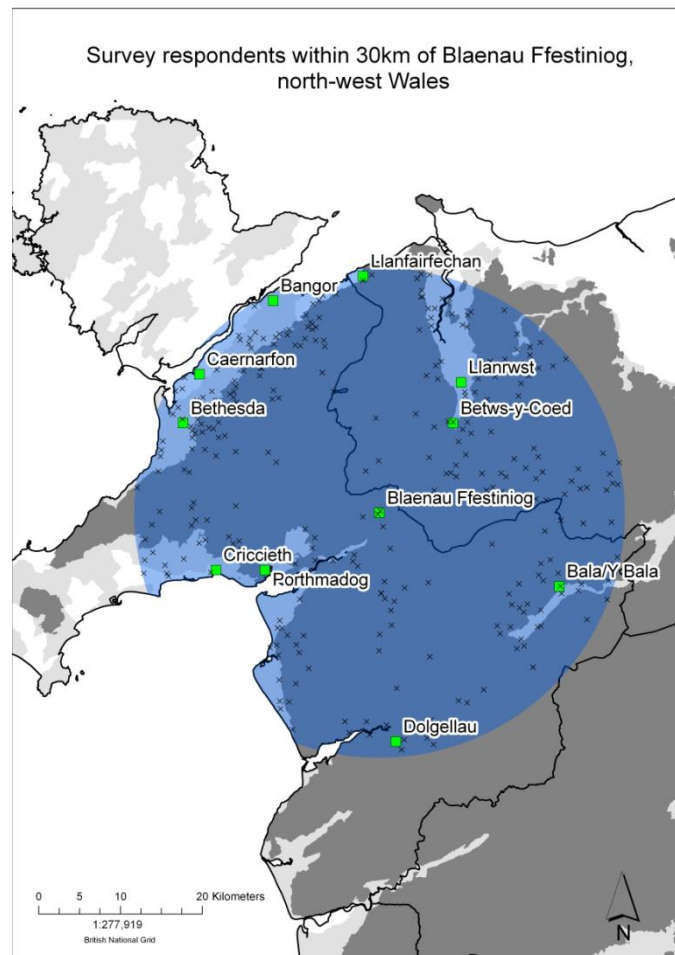 Survey respondents within 30km of Blaenau Ffestiniog,
north-west Wales
Llanfairfechan
Bangor
Caernarfon
Llanrwst
Bethesda
Betws-y-Coed
Blaenau Ffestiniog
Criccieth
Porthmadog
Bala/Y Bala
Dolgellau
0 5 10 20 Kilometers
1:277,919
British National Grid
N